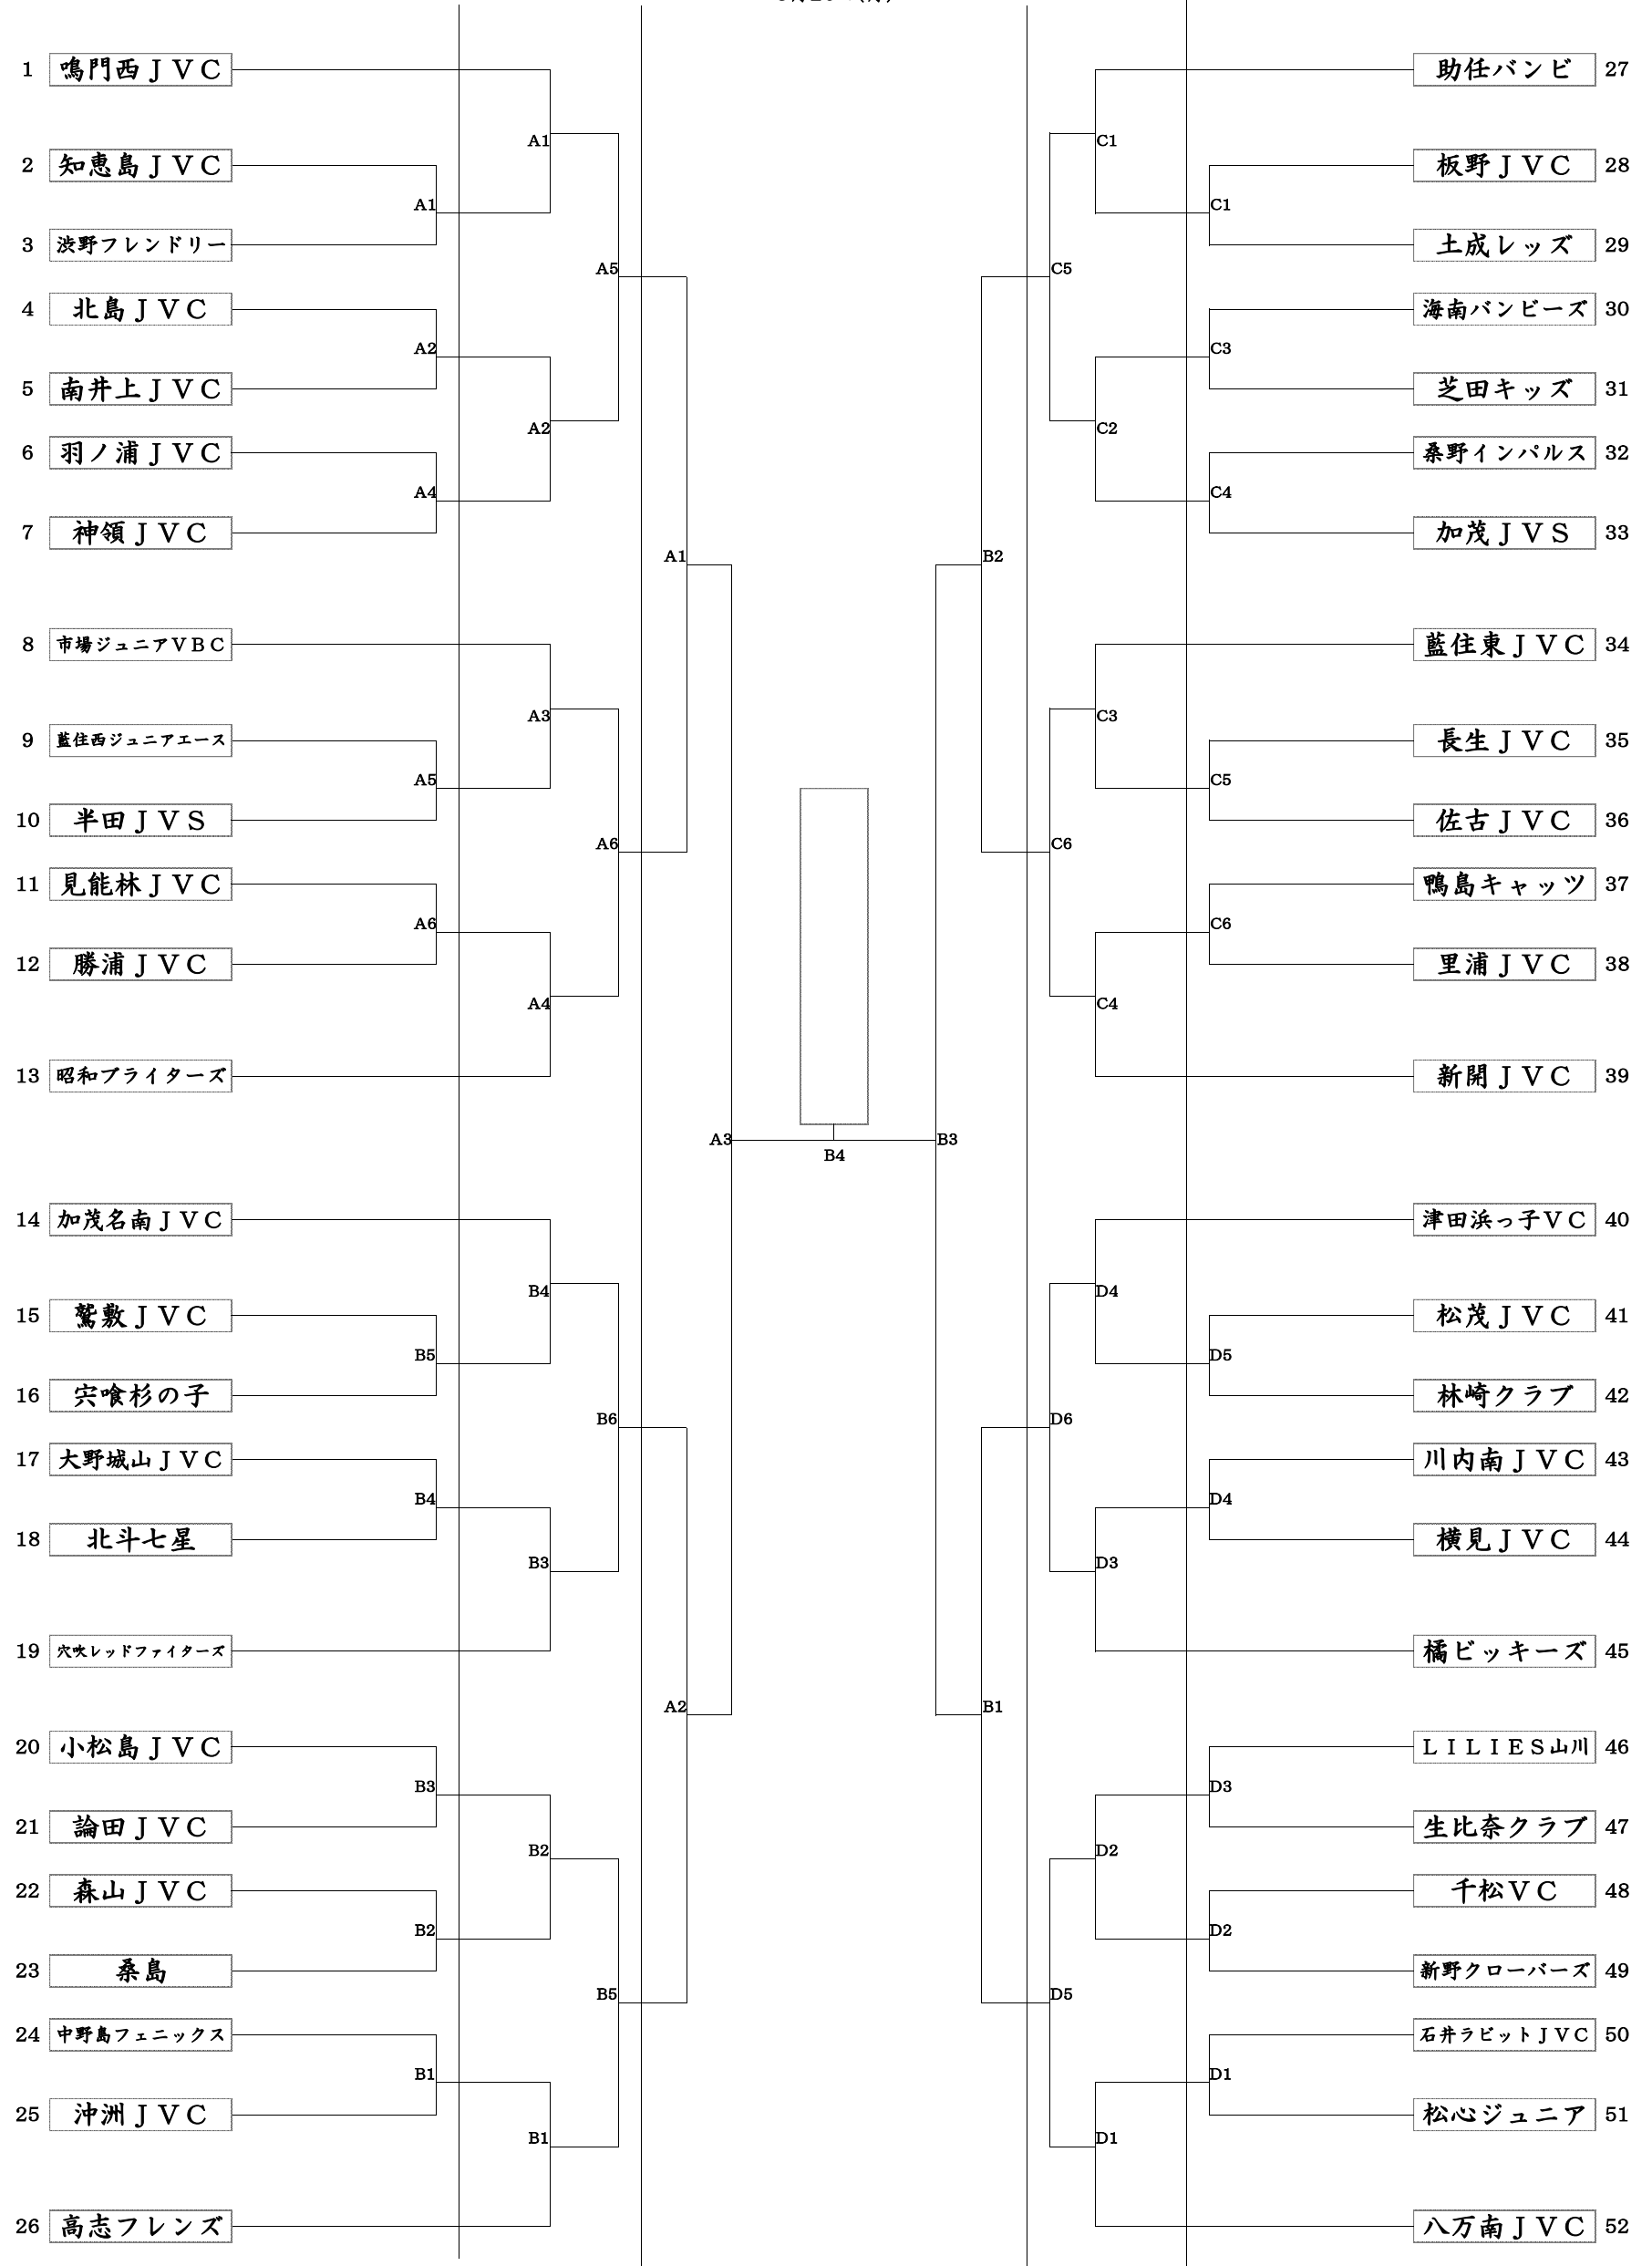 1 鳴門西ＪＶＣ
2 知恵島ＪＶＣ
3 渋野フレンドリー
4 北島ＪＶＣ
5 南井上ＪＶＣ
6 羽ノ浦ＪＶＣ
7 神領ＪＶＣ
8 市場ジュニアＶＢＣ
9 藍住西ジュニアエース
10 半田ＪＶＳ
11 見能林ＪＶＣ
12 勝浦ＪＶＣ
13 昭和ブライターズ
14 加茂名南ＪＶＣ
15 鷲敷ＪＶＣ
16 宍喰杉の子
17 大野城山ＪＶＣ
18 北斗七星
19 穴吹レッドファイターズ
20 小松島ＪＶＣ
21 論田ＪＶＣ
22 森山ＪＶＣ
23 桑島
24 中野島フェニックス
25 沖洲ＪＶＣ
26 高志フレンズ
A1
A2
A4
A5
A6
B5
B4
B3
B2
B1
A1
A2
A3
A4
B4
B3
B2
B1
A5
A6
B6
B5
A1
A2
A3
B4
B3
B2
B1
C5
C6
D6
D5
C1
C2
C3
C4
D4
D3
D2
D1
C1
C3
C4
C5
C6
D5
D4
D3
D2
D1
助任バンビ 27
板野ＪＶＣ 28
土成レッズ 29
海南バンビーズ 30
芝田キッズ 31
桑野インパルス 32
加茂ＪＶＳ 33
藍住東ＪＶＣ 34
長生ＪＶＣ 35
佐古ＪＶＣ 36
鴨島キャッツ 37
里浦ＪＶＣ 38
新開ＪＶＣ 39
津田浜っ子ＶＣ 40
松茂ＪＶＣ 41
林崎クラブ 42
川内南ＪＶＣ 43
横見ＪＶＣ 44
橘ビッキーズ 45
ＬＩＬＩＥＳ山川 46
生比奈クラブ 47
千松ＶＣ 48
新野クローバーズ 49
石井ラビットＪＶＣ 50
松心ジュニア 51
八万南ＪＶＣ 52